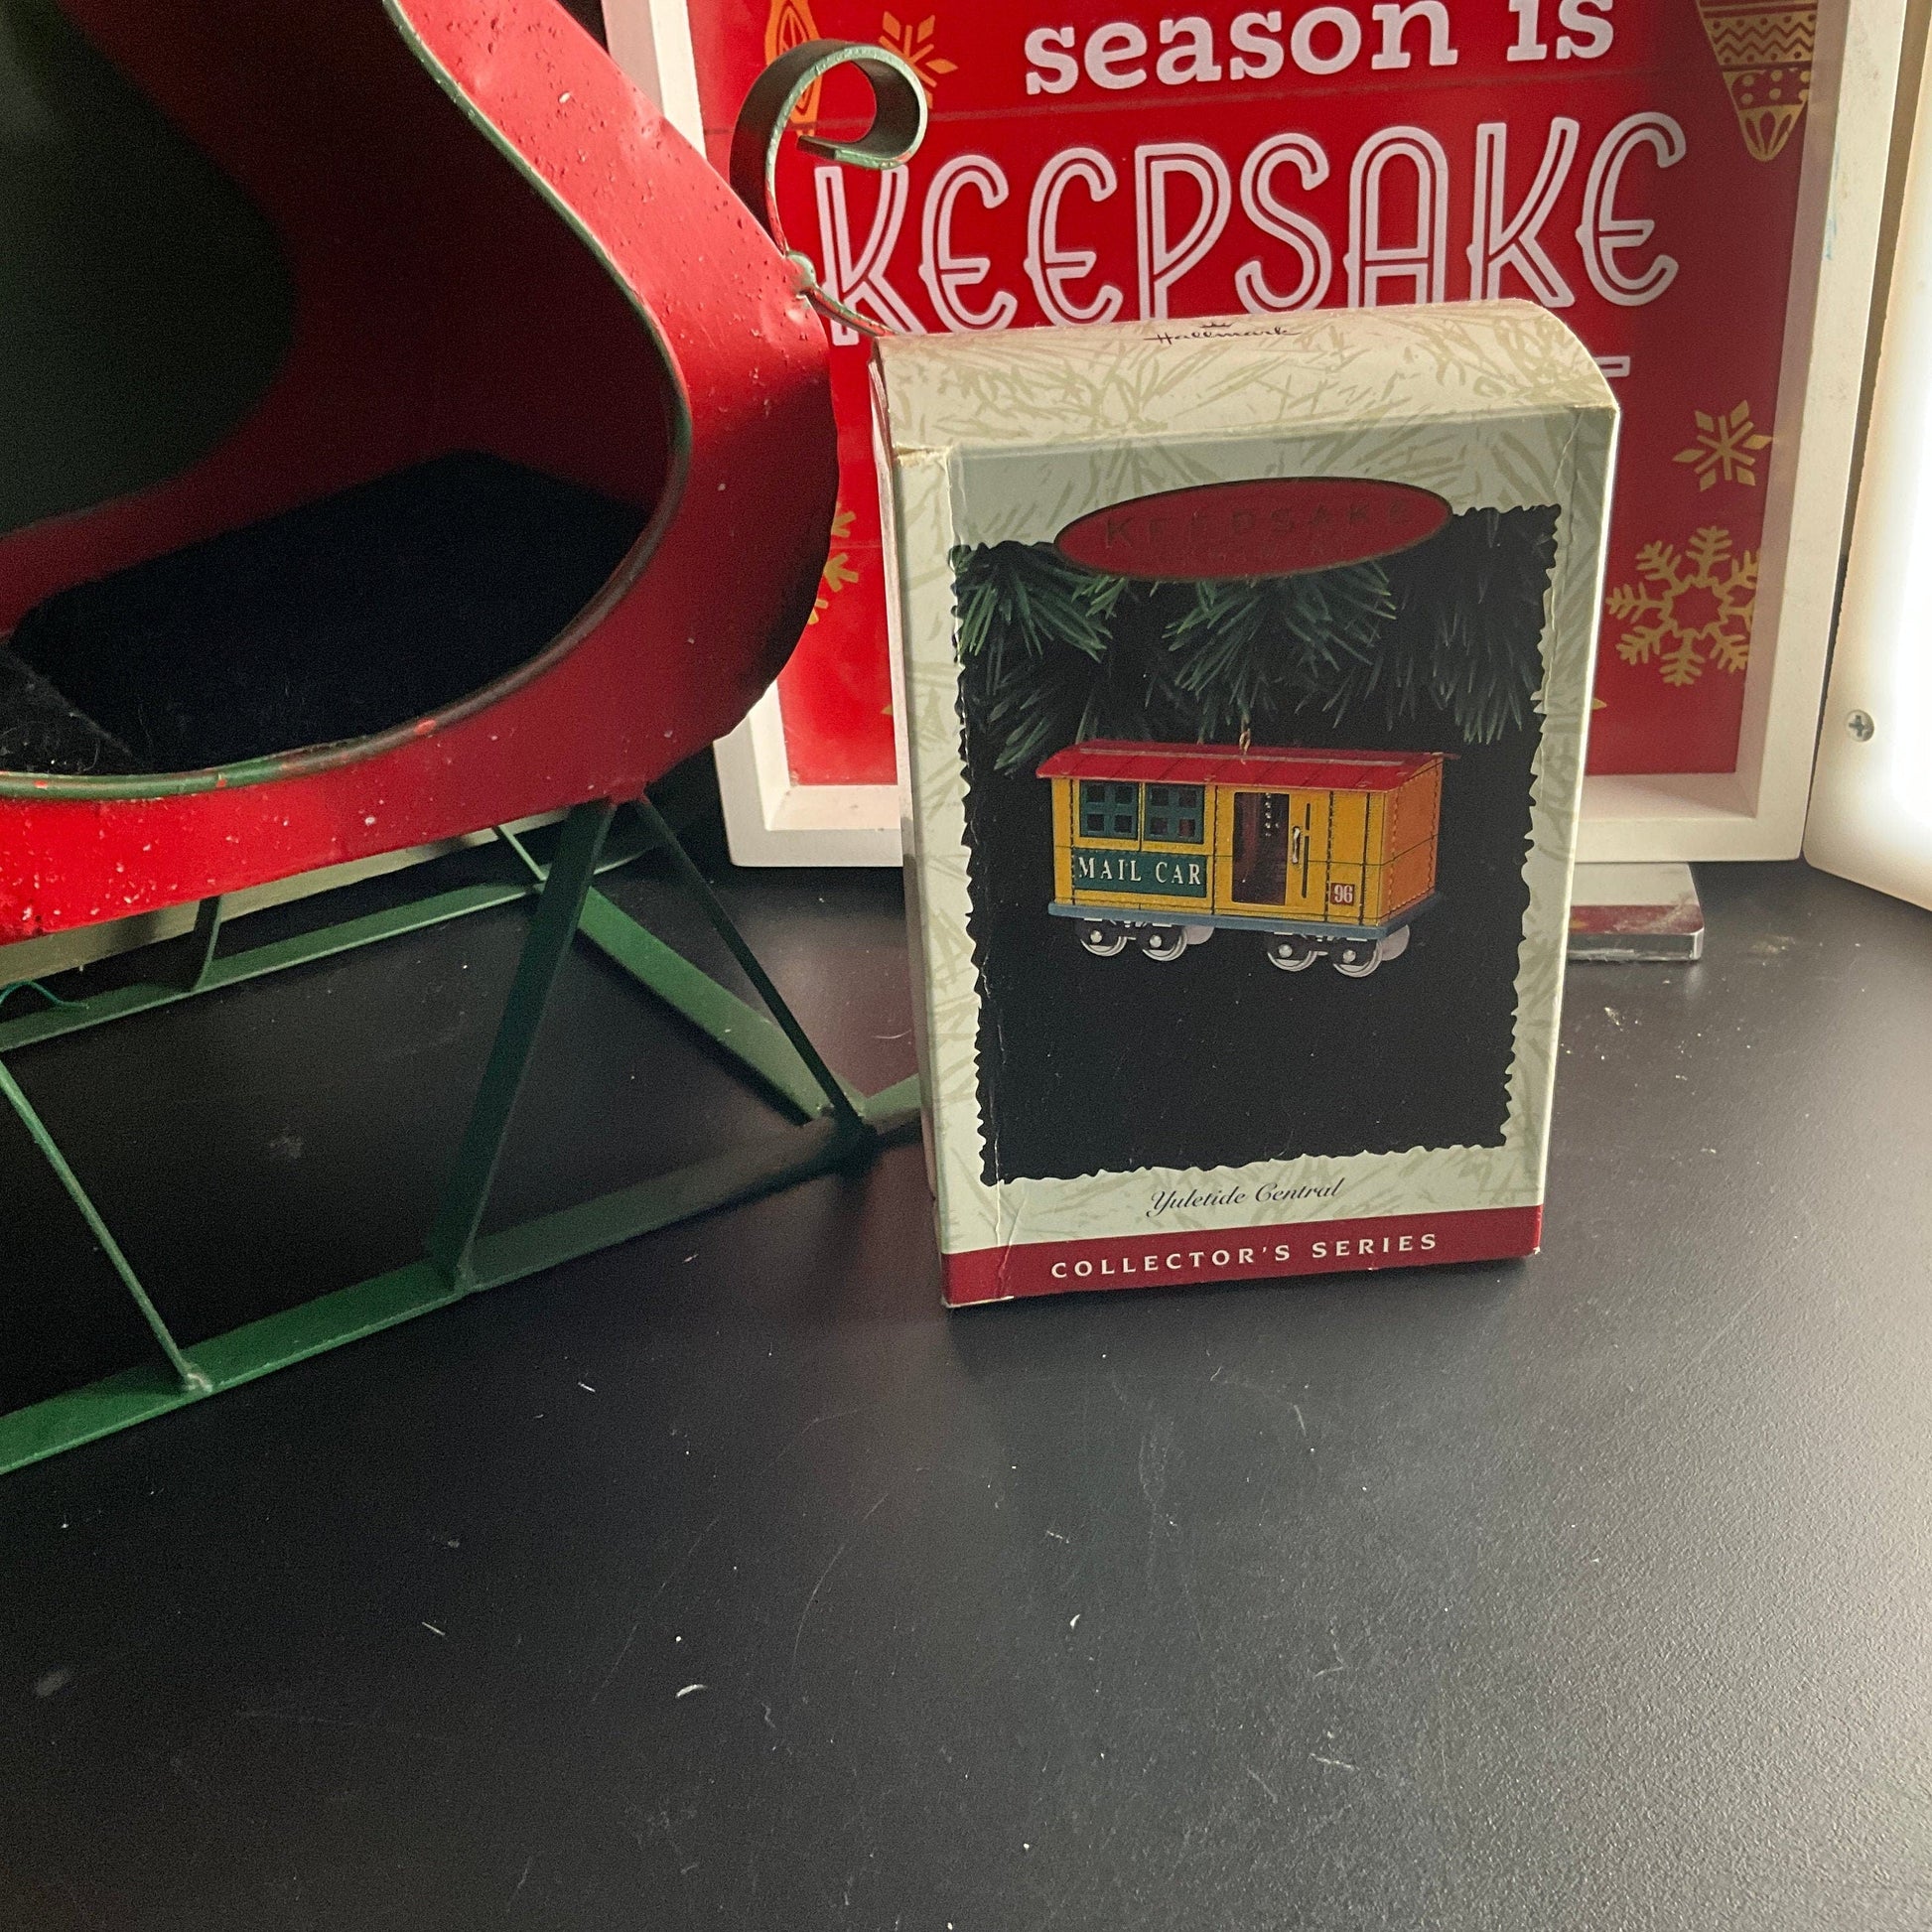 season is
KEEPSAKE
Hallmark
KEEPSAKE
MAIL CAR
96
Yuletide Central
COLLECTOR'S SERIES